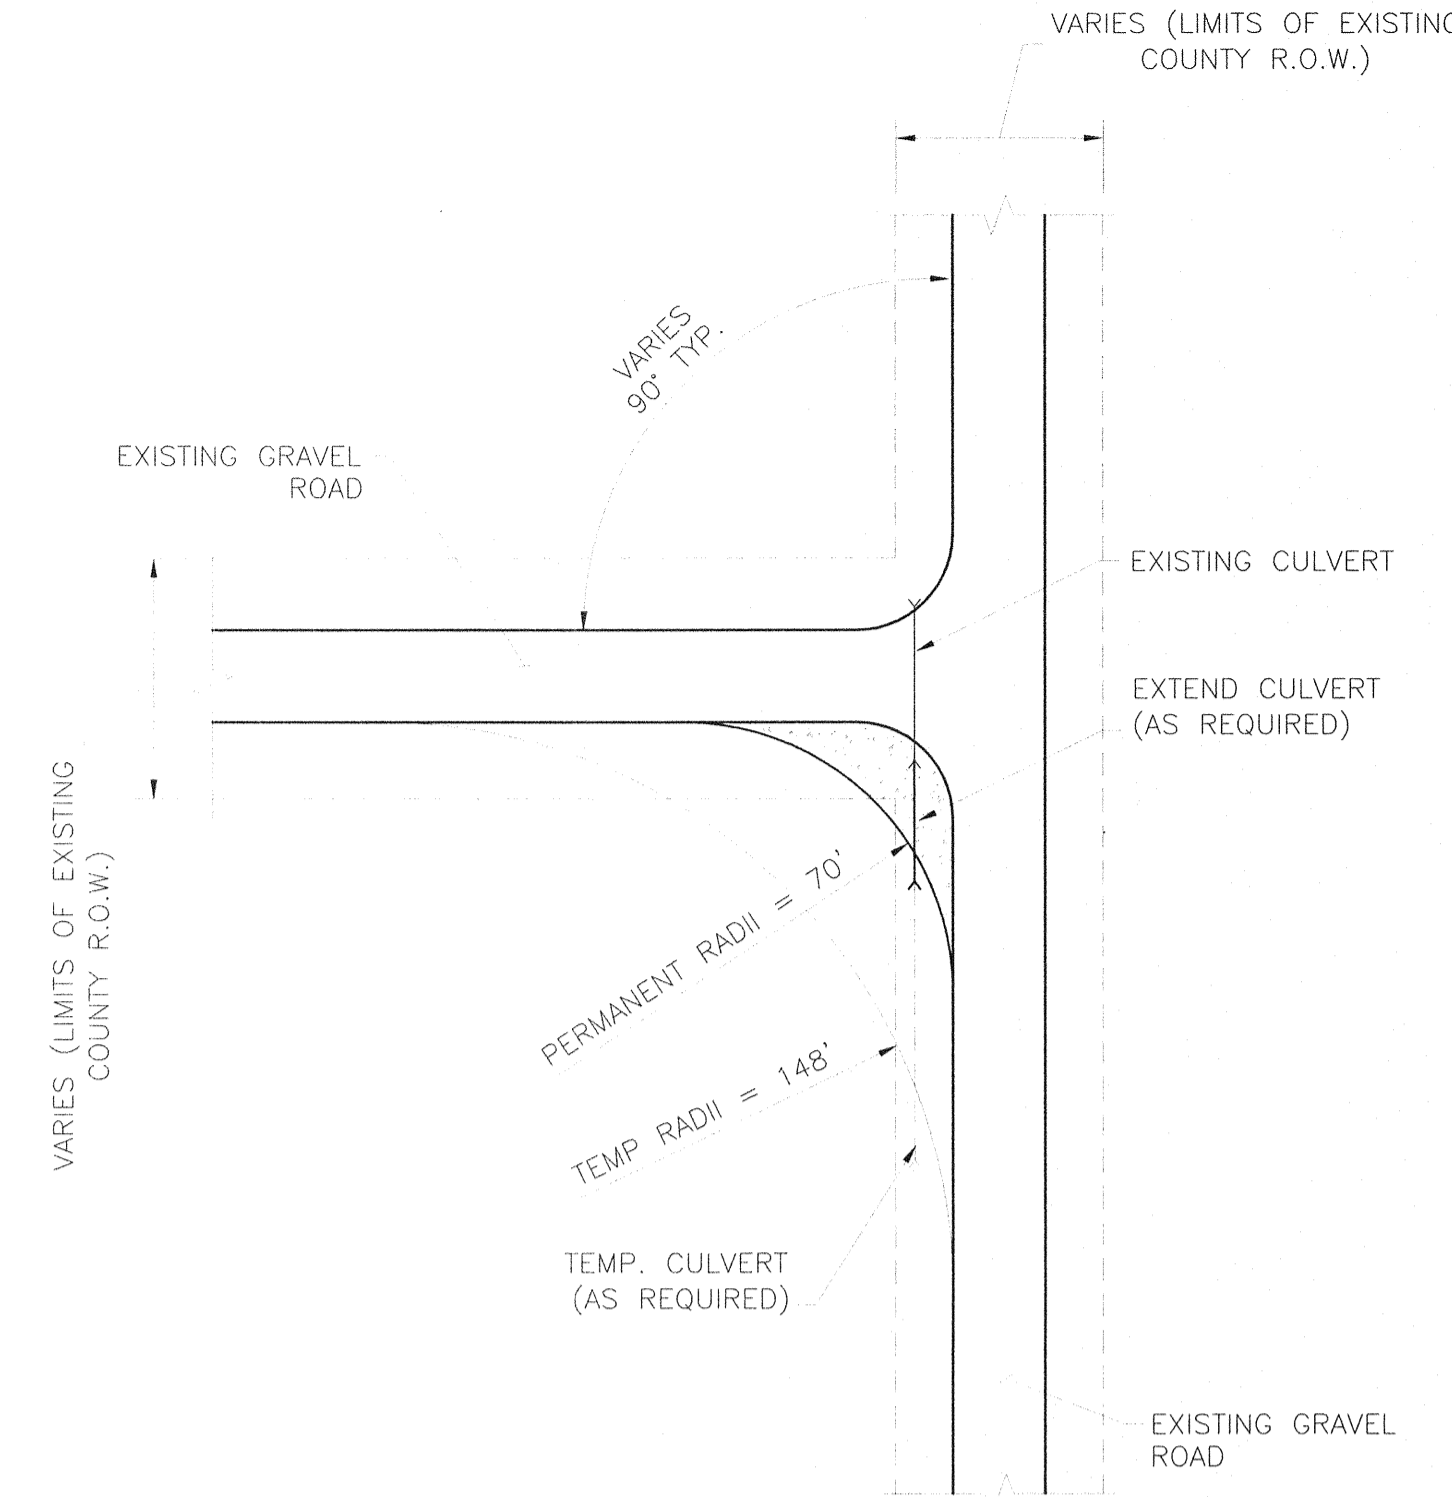 VARIES (LIMITS OF EXISTING
COUNTY R.O.W.)
VARIES
90° TYP.
EXISTING GRAVEL
ROAD
EXISTING CULVERT
EXTEND CULVERT
(AS REQUIRED)
VARIES (LIMITS OF EXISTING
COUNTY R.O.W.)
PERMANENT RADII = 70'
TEMP RADII = 148'
TEMP. CULVERT
(AS REQUIRED)
EXISTING GRAVEL
ROAD